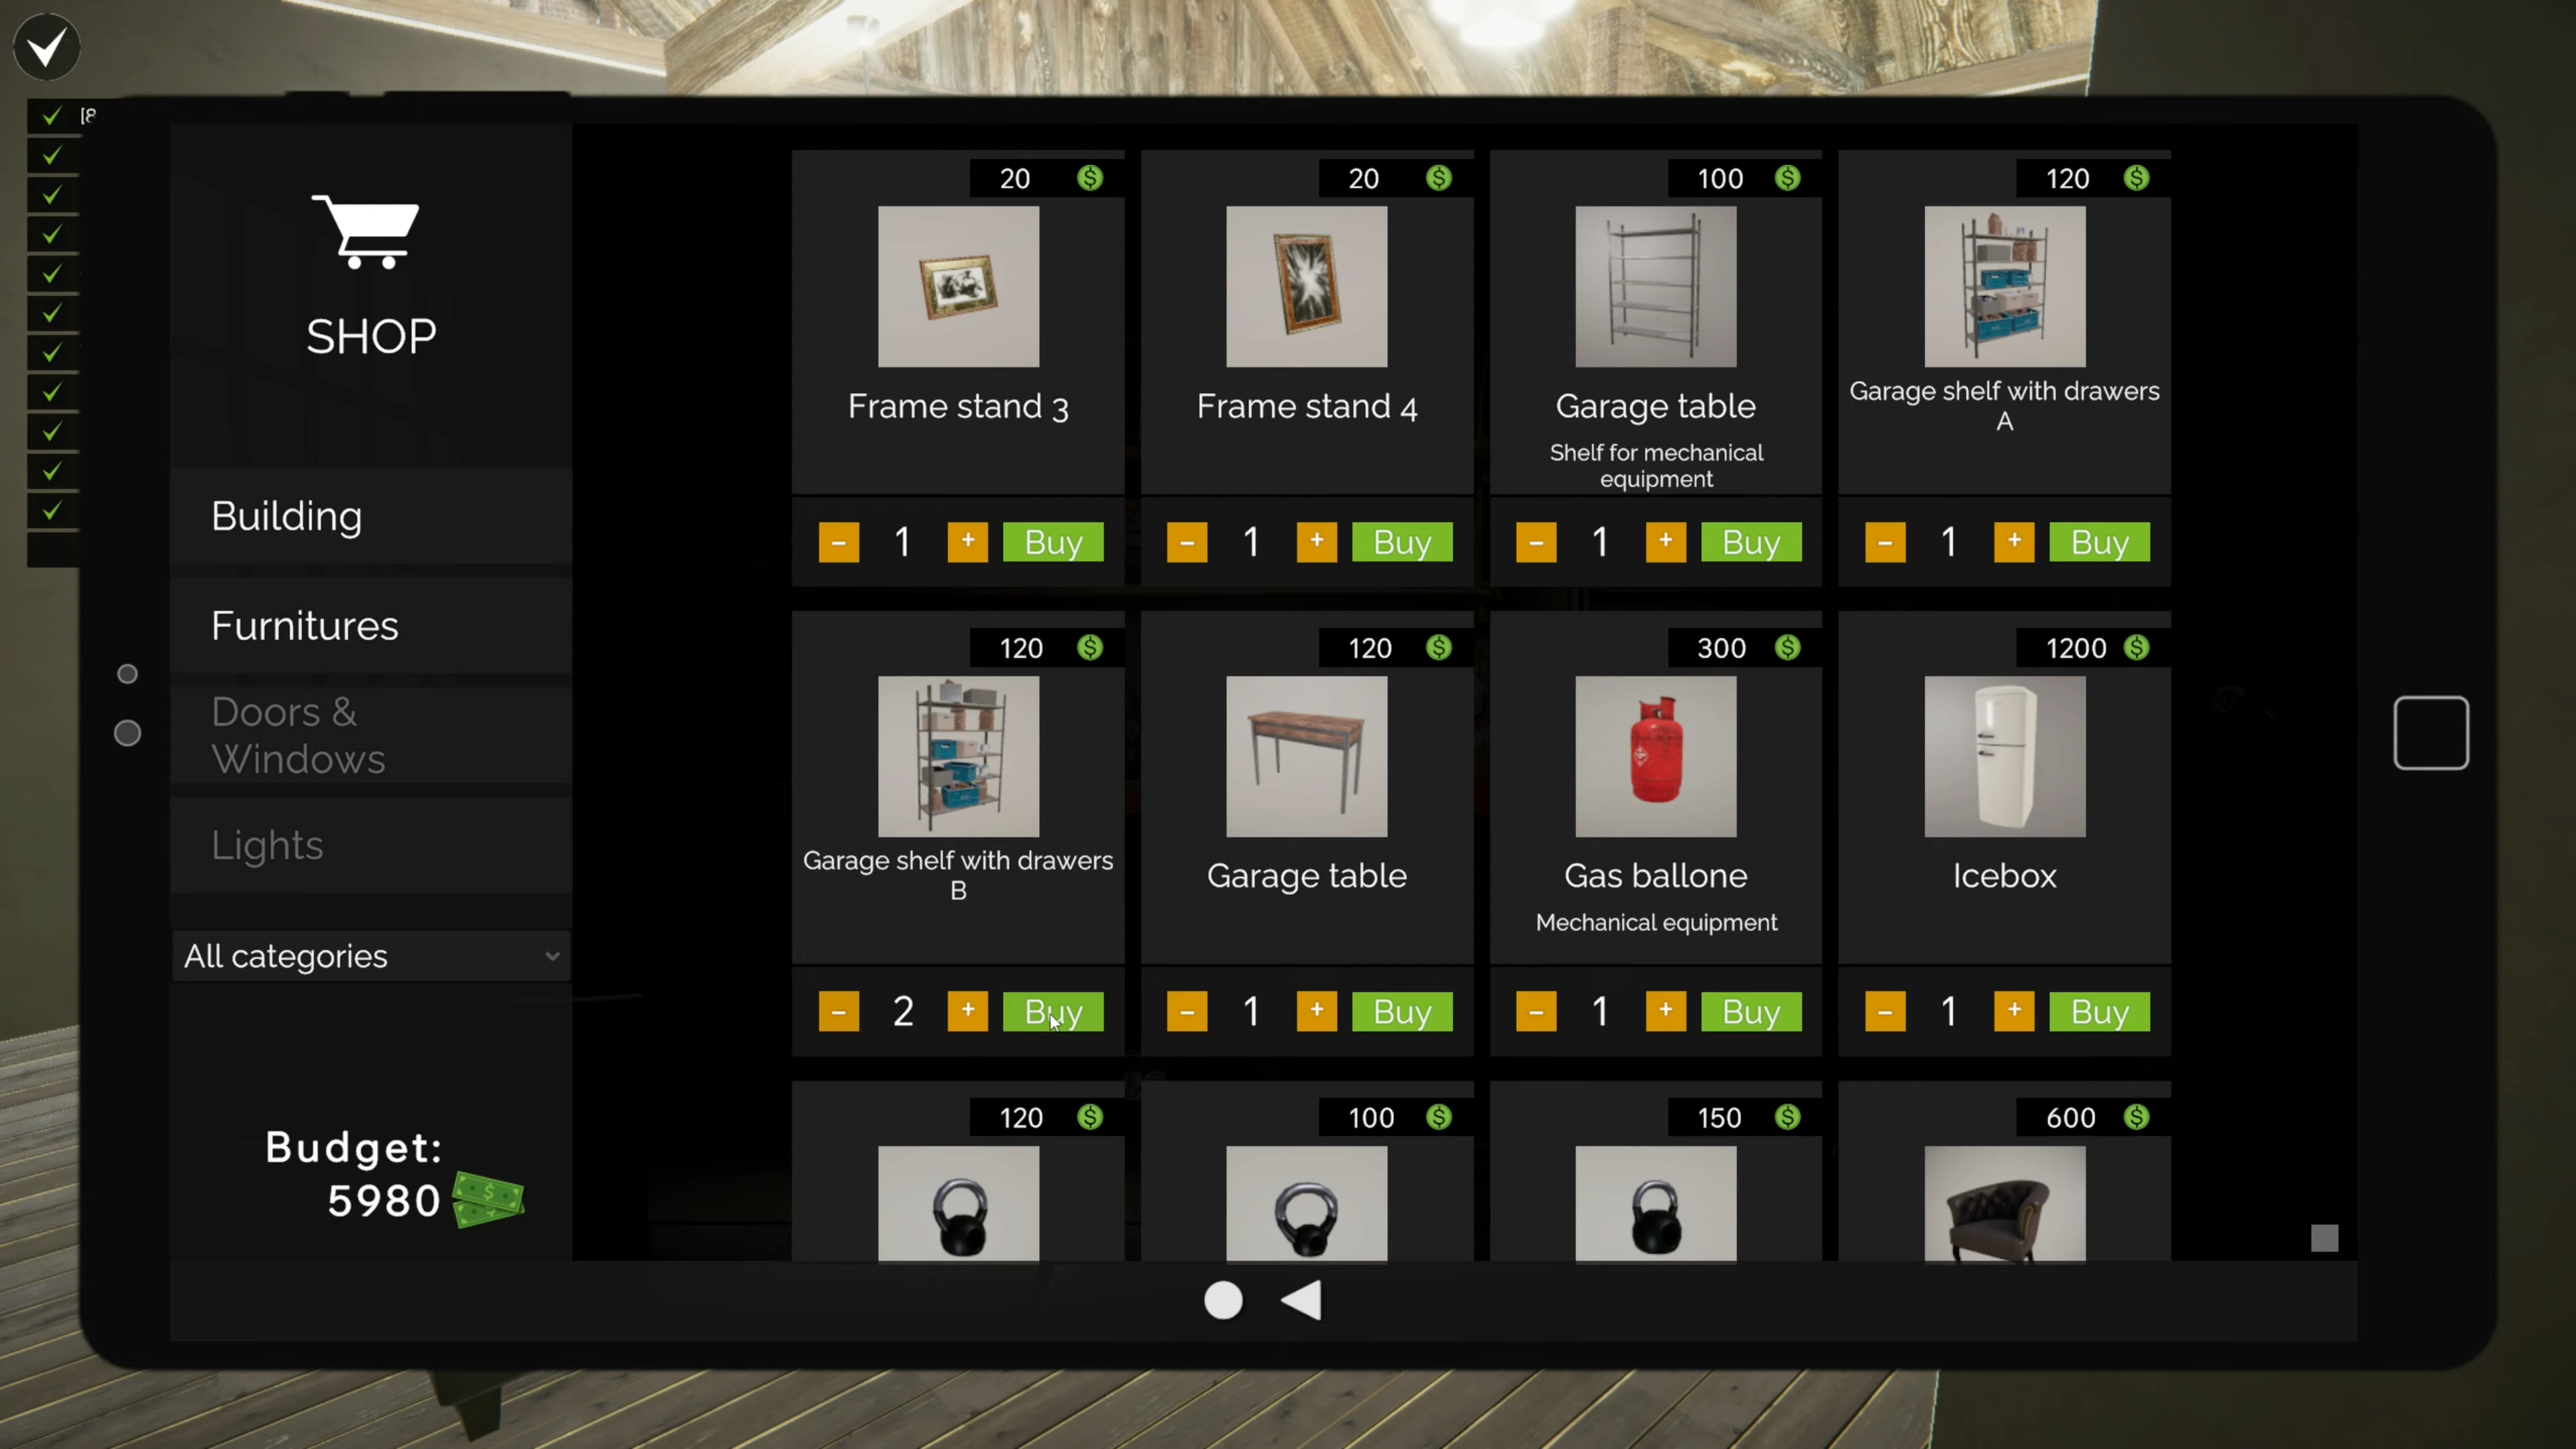 [8
SHOP
Building
Furnitures
Doors &
Windows
Lights
All categories
Budget:
5980
20
Frame stand 3
- 1 + Buy
20
Frame stand 4
- 1 + Buy
100
Garage table
Shelf for mechanical
equipment
- 1 + Buy
120
Garage shelf with drawers
A
- 1 + Buy
120
Garage shelf with drawers
B
- 2 + Buy
120
Garage table
- 1 + Buy
300
Gas ballone
Mechanical equipment
- 1 + Buy
1200
Icebox
- 1 + Buy
120
100
150
600